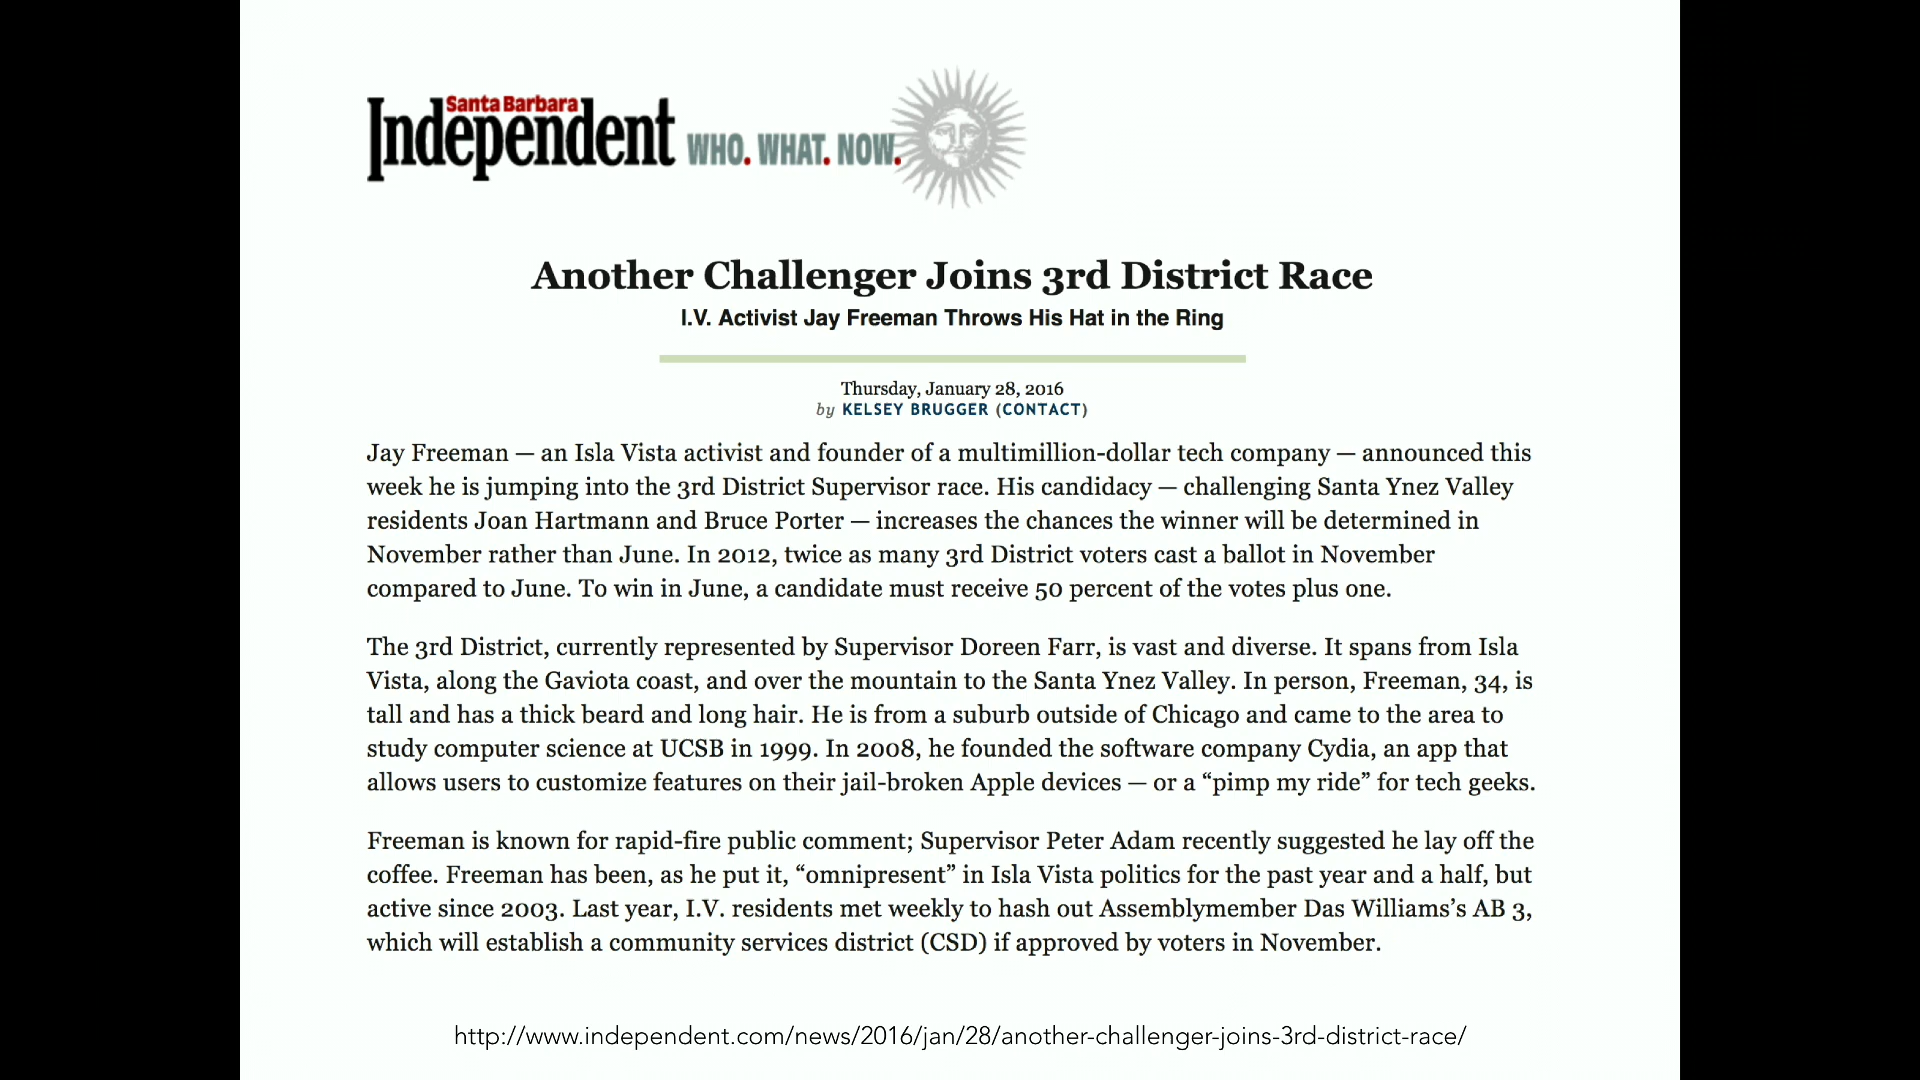 Santa Barbara
Independent WHO. WHAT. NOW.
Another Challenger Joins 3rd District Race
I.V. Activist Jay Freeman Throws His Hat in the Ring
Thursday, January 28, 2016
by KELSEY BRUGGER (CONTACT)
Jay Freeman — an Isla Vista activist and founder of a multimillion-dollar tech company — announced this
week he is jumping into the 3rd District Supervisor race. His candidacy — challenging Santa Ynez Valley
residents Joan Hartmann and Bruce Porter — increases the chances the winner will be determined in
November rather than June. In 2012, twice as many 3rd District voters cast a ballot in November
compared to June. To win in June, a candidate must receive 50 percent of the votes plus one.
The 3rd District, currently represented by Supervisor Doreen Farr, is vast and diverse. It spans from Isla
Vista, along the Gaviota coast, and over the mountain to the Santa Ynez Valley. In person, Freeman, 34, is
tall and has a thick beard and long hair. He is from a suburb outside of Chicago and came to the area to
study computer science at UCSB in 1999. In 2008, he founded the software company Cydia, an app that
allows users to customize features on their jail-broken Apple devices — or a “pimp my ride” for tech geeks.
Freeman is known for rapid-fire public comment; Supervisor Peter Adam recently suggested he lay off the
coffee. Freeman has been, as he put it, “omnipresent” in Isla Vista politics for the past year and a half, but
active since 2003. Last year, I.V. residents met weekly to hash out Assemblymember Das Williams’s AB 3,
which will establish a community services district (CSD) if approved by voters in November.
http://www.independent.com/news/2016/jan/28/another-challenger-joins-3rd-district-race/